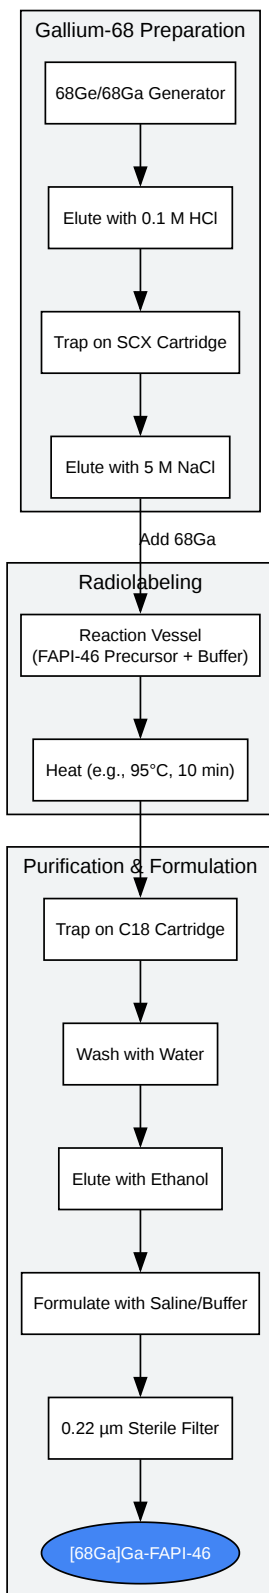 Gallium-68 Preparation
68Ge/68Ga Generator
Elute with 0.1 M HCl
Trap on SCX Cartridge
Elute with 5 M NaCl
Add 68Ga
Radiolabeling
Reaction Vessel
(FAPI-46 Precursor + Buffer)
Heat (e.g., 95°C, 10 min)
Purification & Formulation
Trap on C18 Cartridge
Wash with Water
Elute with Ethanol
Formulate with Saline/Buffer
0.22 µm Sterile Filter
[68Ga]Ga-FAPI-46